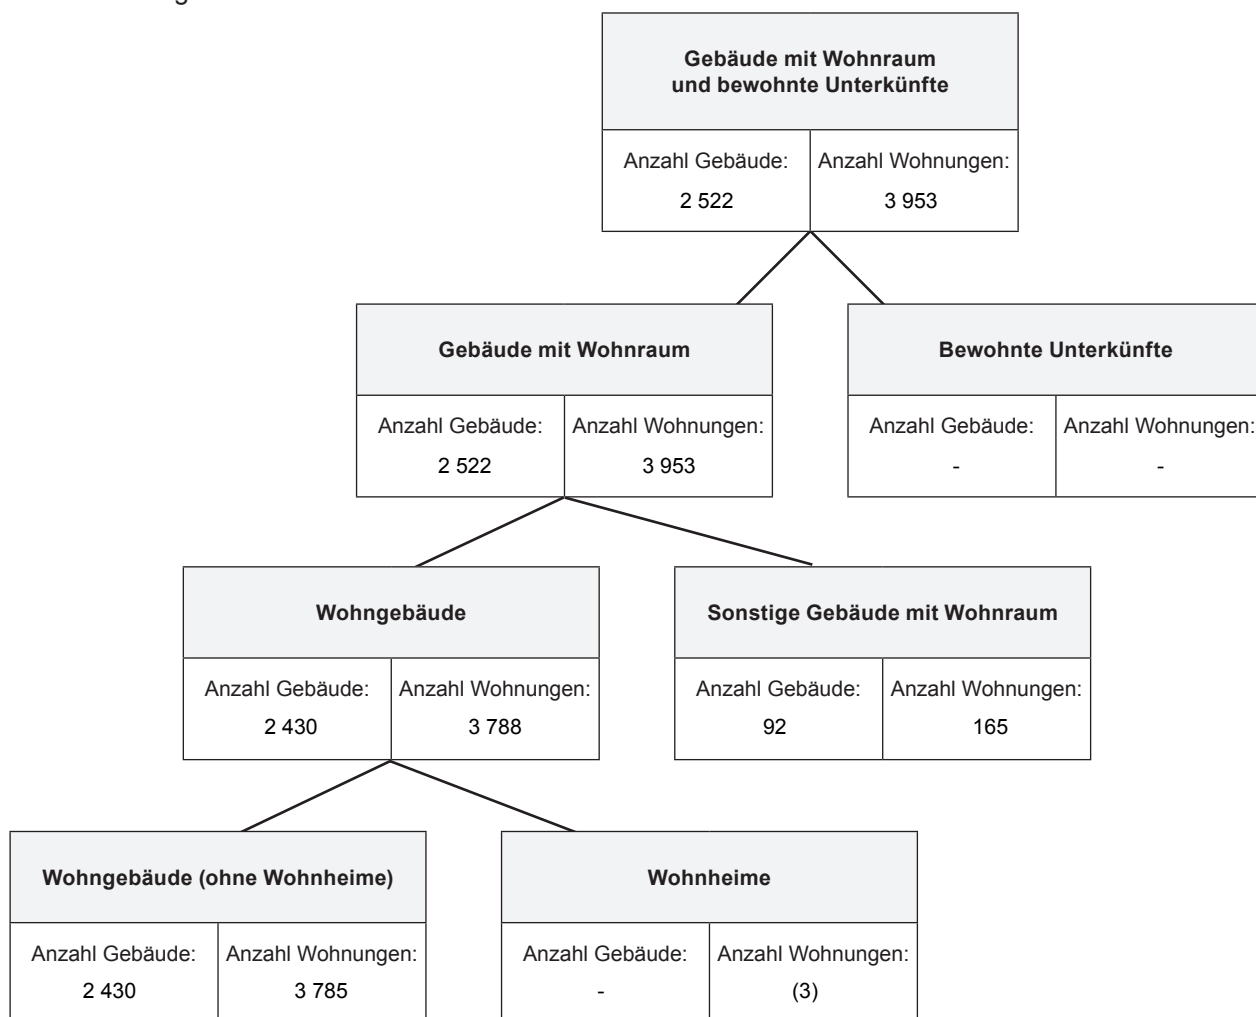 Gebäude mit Wohnraum
und bewohnte Unterkünfte
Anzahl Gebäude: Anzahl Wohnungen:
2 522 3 953
Gebäude mit Wohnraum
Anzahl Gebäude: Anzahl Wohnungen:
2 522 3 953
Bewohnte Unterkünfte
Anzahl Gebäude: Anzahl Wohnungen:
- -
Wohngebäude
Anzahl Gebäude: Anzahl Wohnungen:
2 430 3 788
Sonstige Gebäude mit Wohnraum
Anzahl Gebäude: Anzahl Wohnungen:
92 165
Wohngebäude (ohne Wohnheime)
Anzahl Gebäude: Anzahl Wohnungen:
2 430 3 785
Wohnheime
Anzahl Gebäude: Anzahl Wohnungen:
- (3)